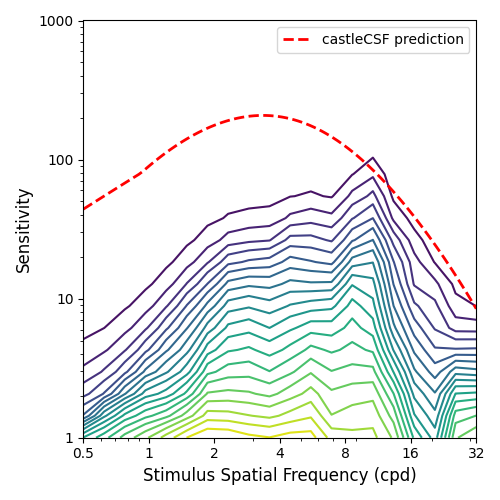 1000
castleCSF prediction
100
Sensitivity
10
1
0.5 1 2 4 8 16 32
Stimulus Spatial Frequency (cpd)